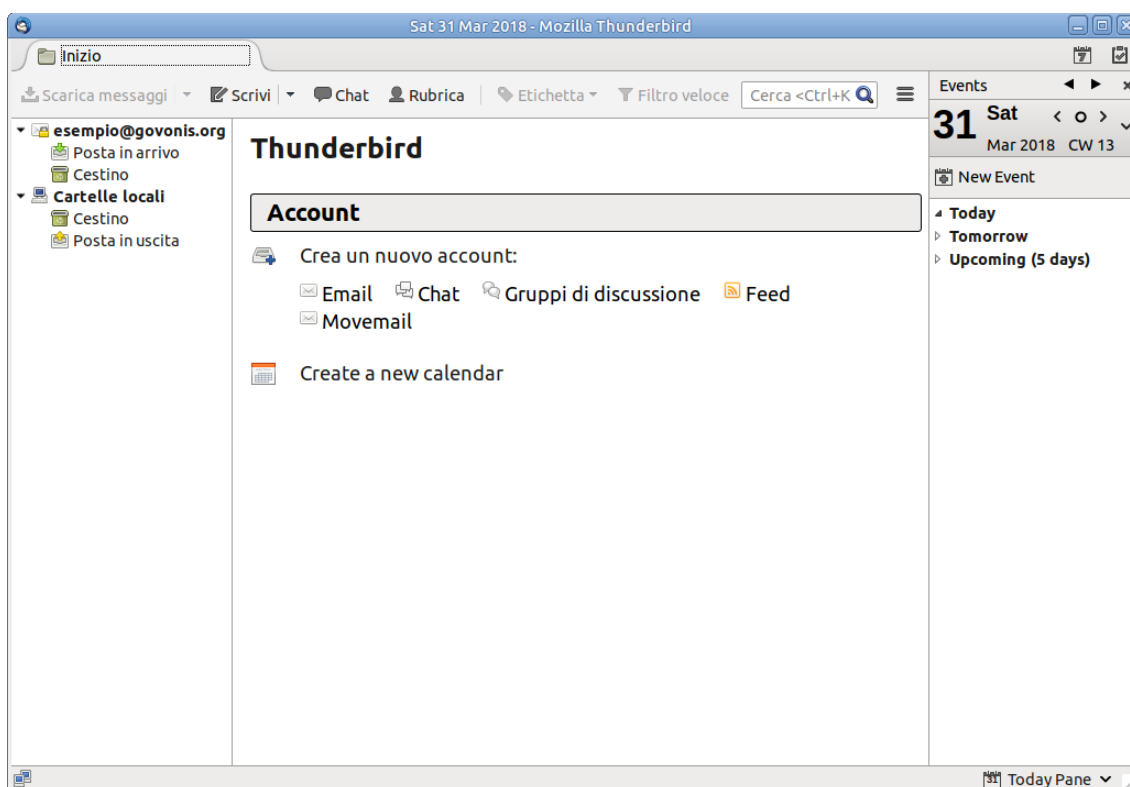 Sat 31 Mar 2018 - Mozilla Thunderbird
Inizio
7
Scarica messaggi Scrivi Chat Rubrica Etichetta Filtro veloce Cerca <Ctrl+K
esempio@govonis.org
Posta in arrivo
Cestino
Cartelle locali
Cestino
Posta in uscita
Thunderbird
Account
Crea un nuovo account:
Email Chat Gruppi di discussione Feed
Movemail
Create a new calendar
Events
31 Sat
Mar 2018 CW 13
New Event
Today
Tomorrow
Upcoming (5 days)
31 Today Pane